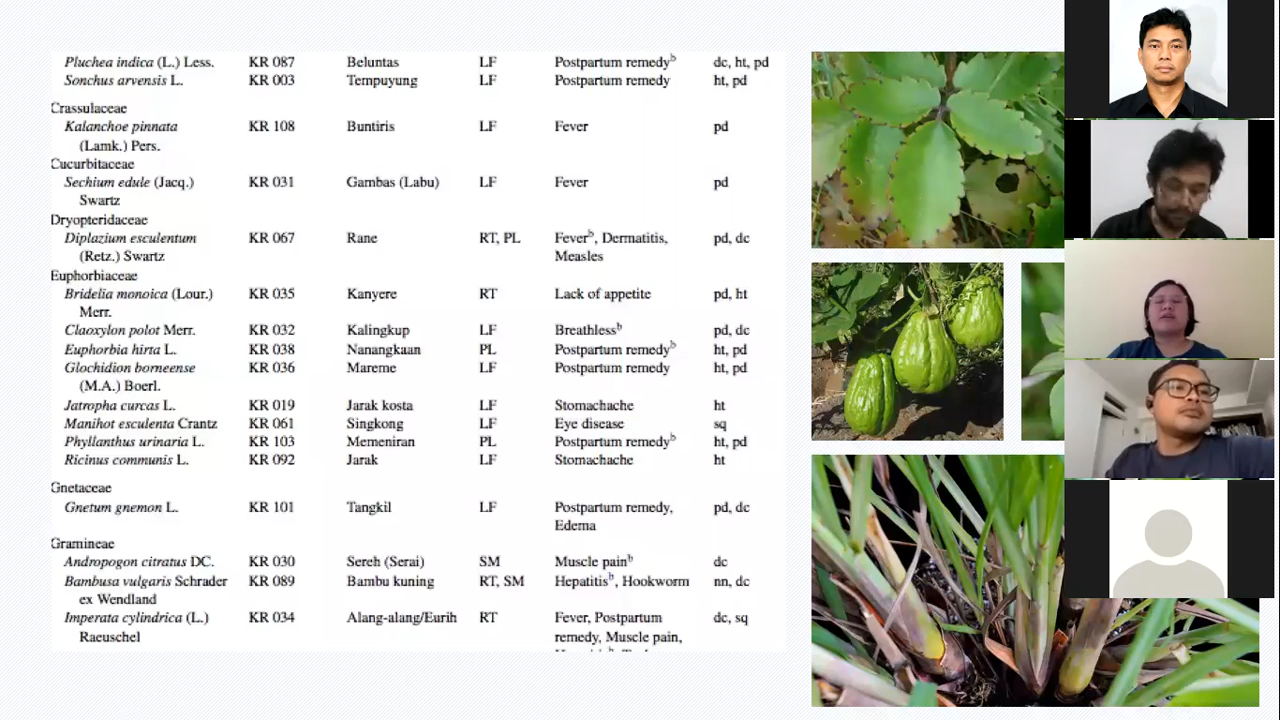 Pluchea indica (L.) Less. KR 087 Beluntas LF Postpartum remedyb dc, ht, pd
Sonchus arvensis L. KR 003 Tempuyung LF Postpartum remedy ht, pd
Crassulaceae
Kalanchoe pinnata KR 108 Buntiris LF Fever pd
(Lamk.) Pers.
Cucurbitaceae
Sechium edule (Jacq.) KR 031 Gambas (Labu) LF Fever pd
Swartz
Dryopteridaceae
Diplazium esculentum KR 067 Rane RT, PL Feverb, Dermatitis, pd, dc
(Retz.) Swartz Measles
Euphorbiaceae
Bridelia monoica (Lour.) KR 035 Kanyere RT Lack of appetite pd, ht
Merr.
Claoxylon polot Merr. KR 032 Kalingkup LF Breathlessb pd, dc
Euphorbia hirta L. KR 038 Nanangkaan PL Postpartum remedyb ht, pd
Glochidion borneense KR 036 Mareme LF Postpartum remedy ht, pd
(M.A.) Boerl.
Jatropha curcas L. KR 019 Jarak kosta LF Stomachache ht
Manihot esculenta Crantz KR 061 Singkong LF Eye disease sq
Phyllanthus urinaria L. KR 103 Memeniran PL Postpartum remedyb ht, pd
Ricinus communis L. KR 092 Jarak LF Stomachache ht
Gnetaceae
Gnetum gnemon L. KR 101 Tangkil LF Postpartum remedy, pd, dc
Edema
Gramineae
Andropogon citratus DC. KR 030 Sereh (Serai) SM Muscle painb dc
Bambusa vulgaris Schrader KR 089 Bambu kuning RT, SM Hepatitisb, Hookworm nn, dc
ex Wendland
Imperata cylindrica (L.) KR 034 Alang-alang/Eurih RT Fever, Postpartum dc, sq
Raeuschel remedy, Muscle pain,